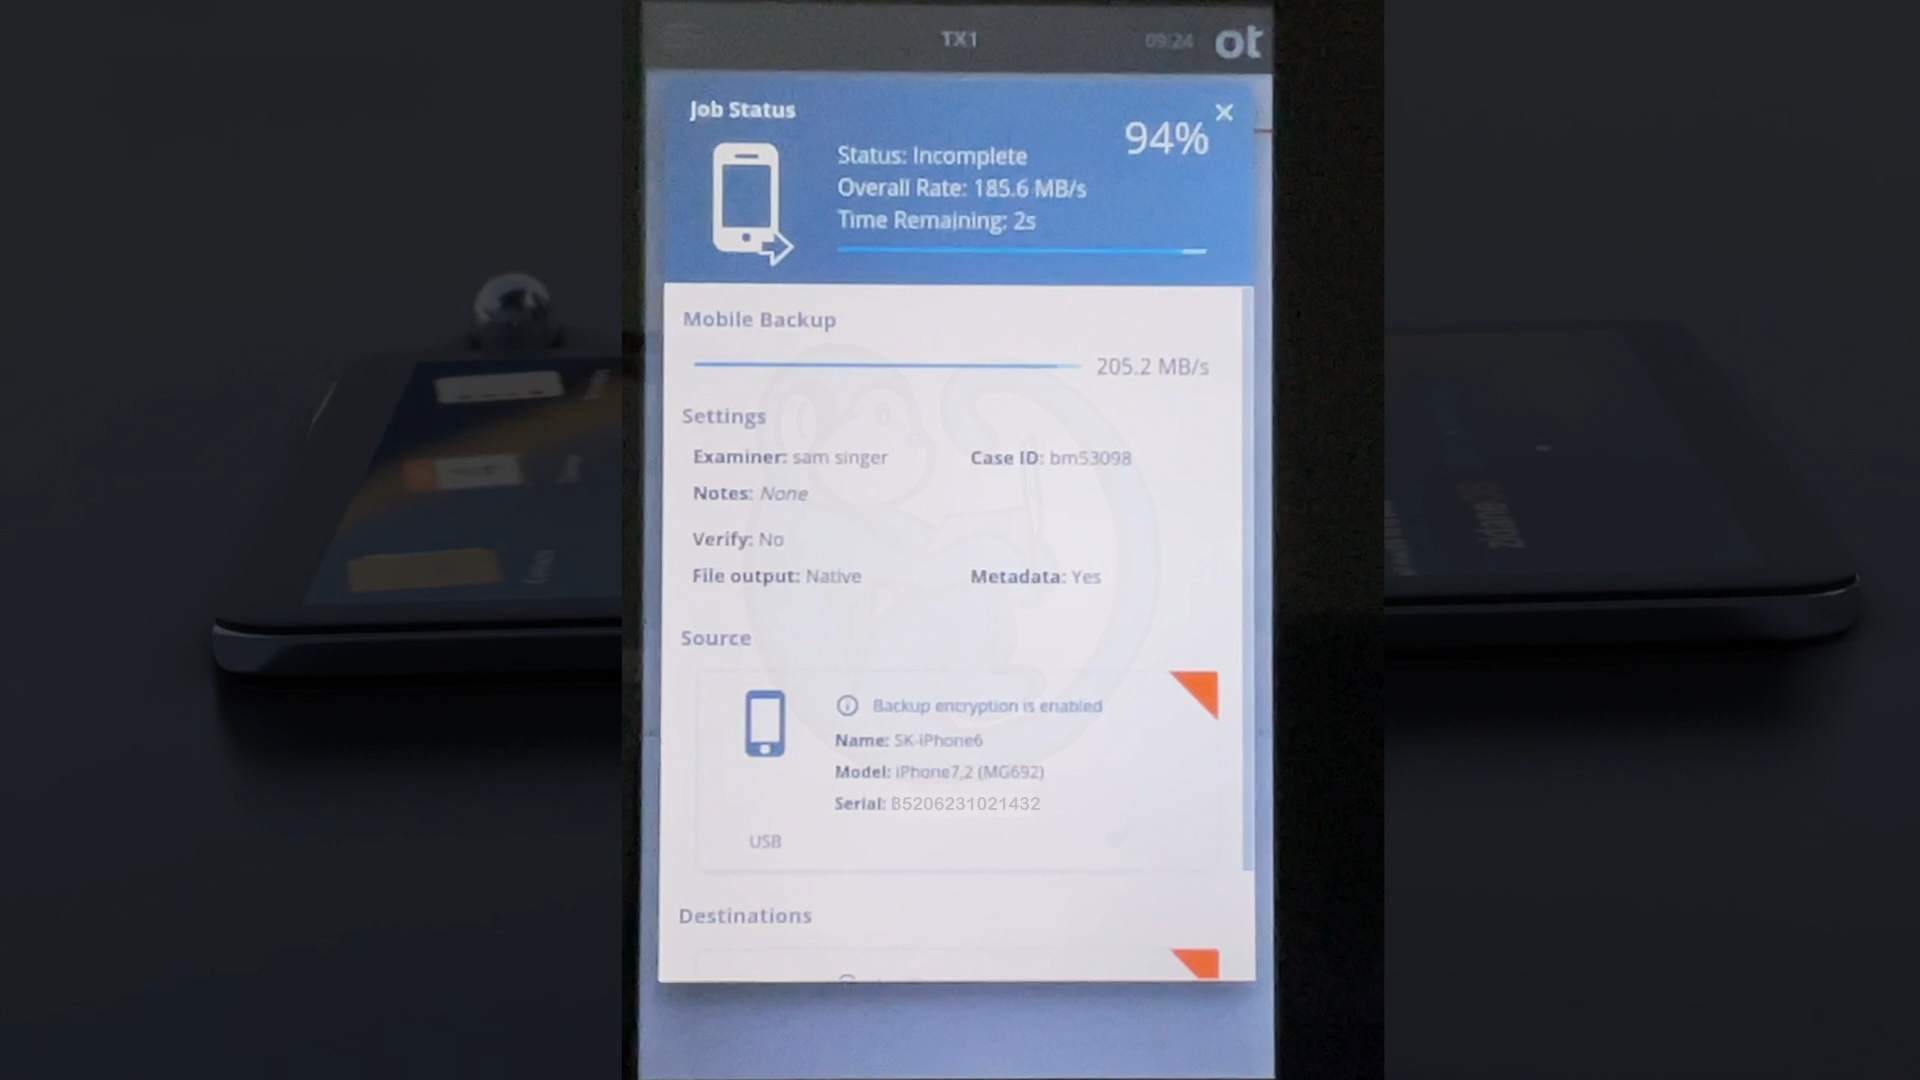 TX1
09:24
ot
Job Status
94%
Status: Incomplete
Overall Rate: 185.6 MB/s
Time Remaining: 2s
Mobile Backup
205.2 MB/s
Settings
Examiner: sam singer
Case ID: bm53098
Notes: None
Verify: No
File output: Native
Metadata: Yes
Source
Backup encryption is enabled
Name: SK-iPhone6
Model: iPhone7,2 (MG692)
Serial: B5206231021432
USB
Destinations